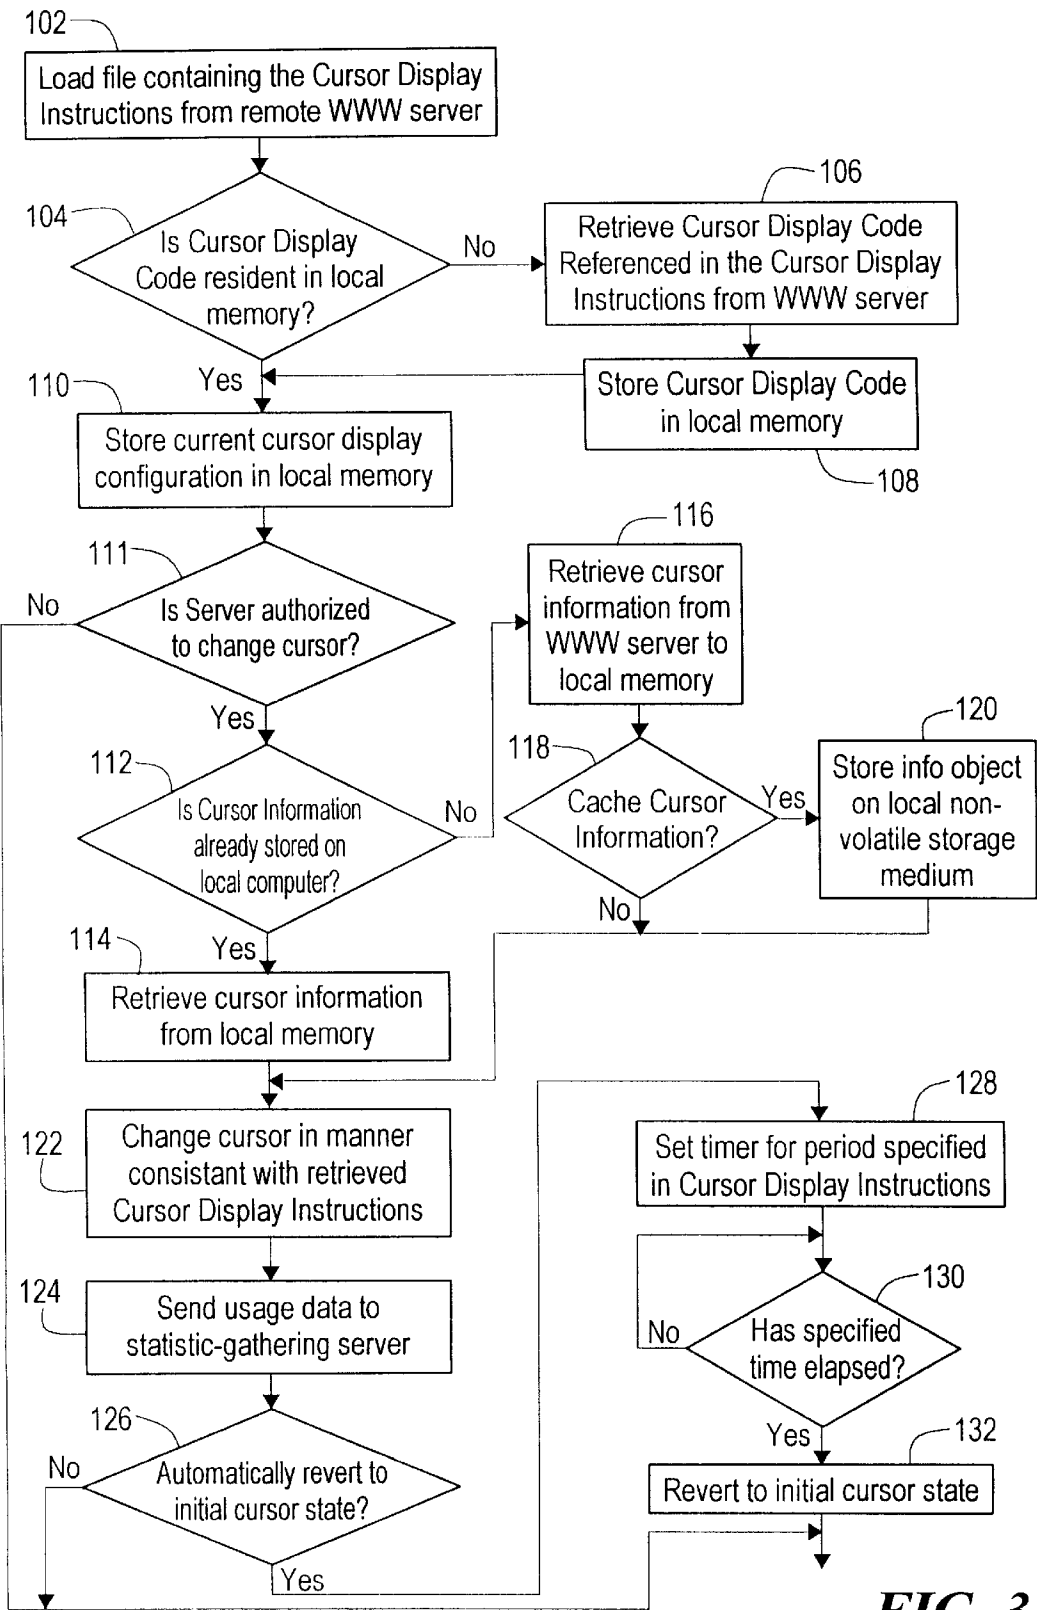 102
Load file containing the Cursor Display
Instructions from remote WWW server
104
Is Cursor Display
Code resident in local
memory?
No
106
Retrieve Cursor Display Code
Referenced in the Cursor Display
Instructions from WWW server
Yes
Store Cursor Display Code
in local memory
108
110
Store current cursor display
configuration in local memory
111
No
Is Server authorized
to change cursor?
Yes
116
Retrieve cursor
information from
WWW server to
local memory
112
Is Cursor Information
already stored on
local computer?
No
118
Cache Cursor
Information?
Yes
No
120
Store info object
on local non-
volatile storage
medium
Yes
114
Retrieve cursor information
from local memory
122
Change cursor in manner
consistant with retrieved
Cursor Display Instructions
124
Send usage data to
statistic-gathering server
126
No
Automatically revert to
initial cursor state?
Yes
128
Set timer for period specified
in Cursor Display Instructions
130
No
Has specified
time elapsed?
Yes
132
Revert to initial cursor state
FIG. 3